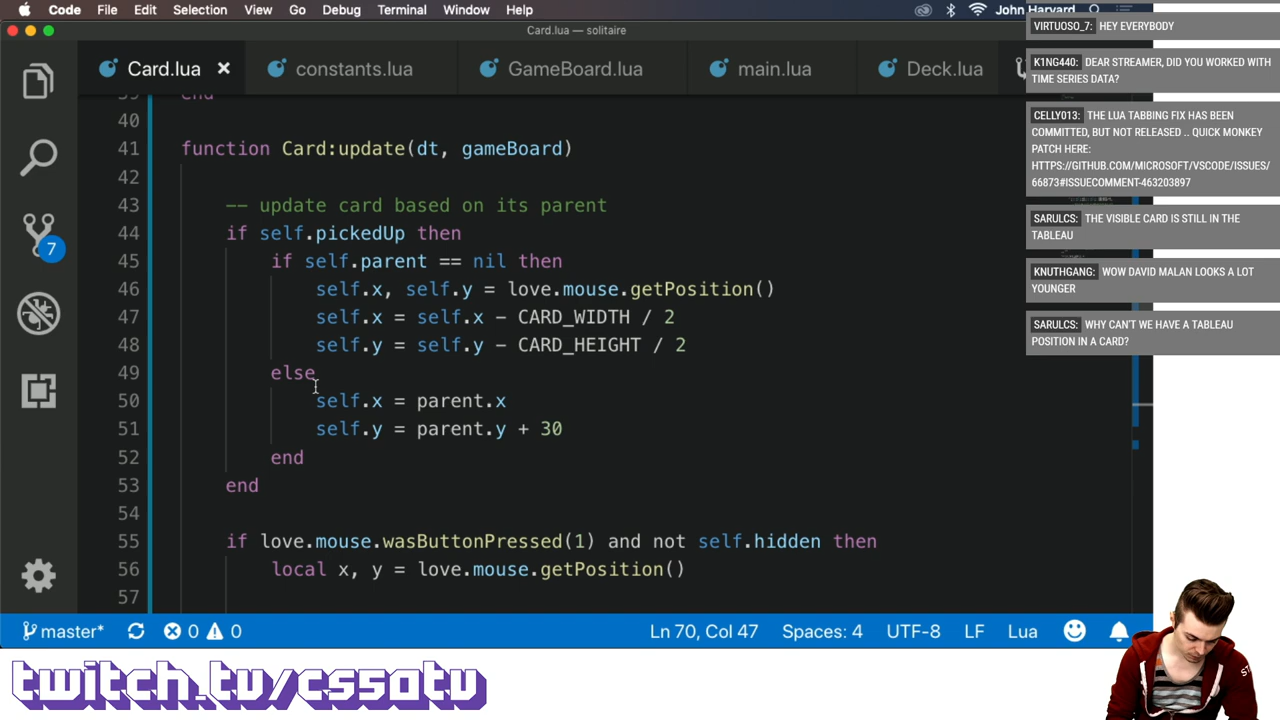 Code File Edit Selection View Go Debug Terminal Window Help John Harvard
Card.lua — solitaire
Card.lua constants.lua GameBoard.lua main.lua Deck.lua
39 end
40
41 function Card:update(dt, gameBoard)
42
43 -- update card based on its parent
44 if self.pickedUp then
45 if self.parent == nil then
46 self.x, self.y = love.mouse.getPosition()
47 self.x = self.x - CARD_WIDTH / 2
48 self.y = self.y - CARD_HEIGHT / 2
49 else
50 self.x = parent.x
51 self.y = parent.y + 30
52 end
53 end
54
55 if love.mouse.wasButtonPressed(1) and not self.hidden then
56 local x, y = love.mouse.getPosition()
57
7
master* 0 0 Ln 70, Col 47 Spaces: 4 UTF-8 LF Lua
VIRTUOSO_7: HEY EVERYBODY
K1NG440: DEAR STREAMER, DID YOU WORKED WITH
TIME SERIES DATA?
CELLY013: THE LUA TABBING FIX HAS BEEN
COMMITTED, BUT NOT RELEASED .. QUICK MONKEY
PATCH HERE:
HTTPS://GITHUB.COM/MICROSOFT/VSCODE/ISSUES/
66873#ISSUECOMMENT-463203897
SARULCS: THE VISIBLE CARD IS STILL IN THE
TABLEAU
KNUTHGANG: WOW DAVID MALAN LOOKS A LOT
YOUNGER
SARULCS: WHY CAN'T WE HAVE A TABLEAU
POSITION IN A CARD?
twitch.tv/cs50tv